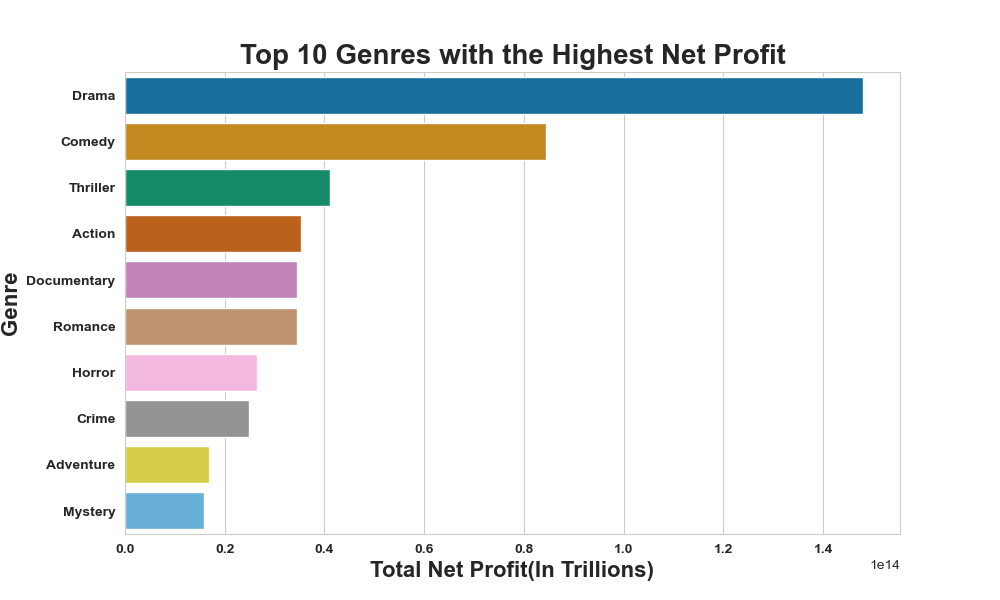 Top 10 Genres with the Highest Net Profit
Genre
Drama
Comedy
Thriller
Action
Documentary
Romance
Horror
Crime
Adventure
Mystery
0.0 0.2 0.4 0.6 0.8 1.0 1.2 1.4
1e14
Total Net Profit(In Trillions)